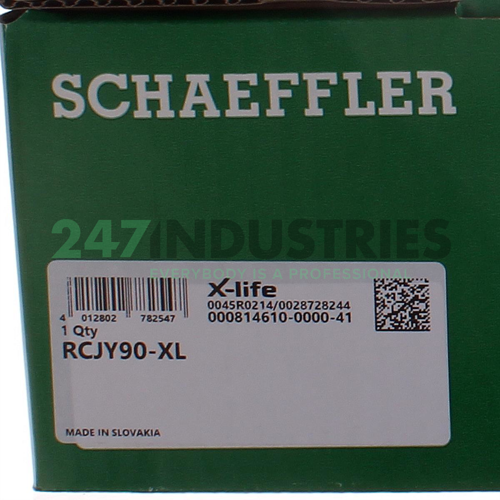 SCHAEFFLER
247INDUSTRIES
EVERYBODY IS A PROFESSIONAL
X-life
0045R0214/0028728244
000814610-0000-41
4 012802 782547
1 Qty
RCJY90-XL
MADE IN SLOVAKIA